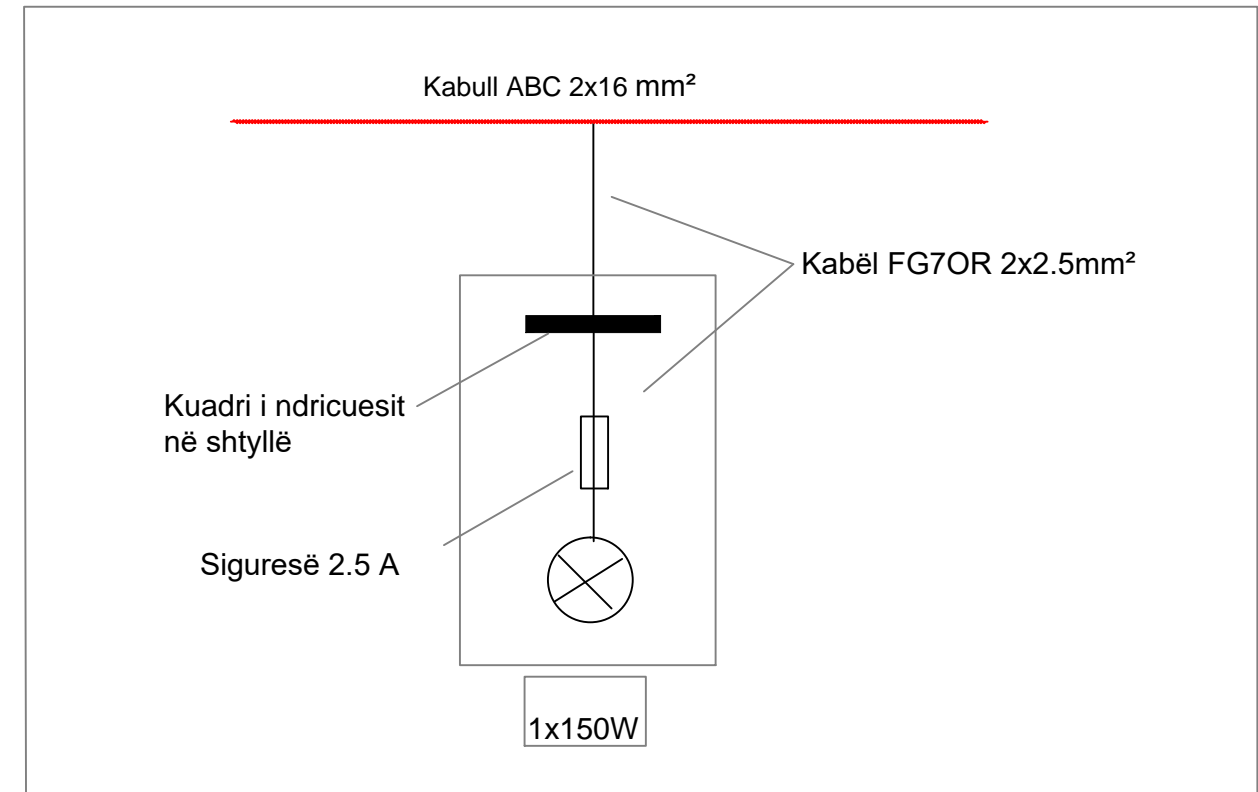 Kabull ABC 2x16 mm²
Kabël FG7OR 2x2.5mm²
Kuadri i ndricuesit
në shtyllë
Siguresë 2.5 A
1x150W